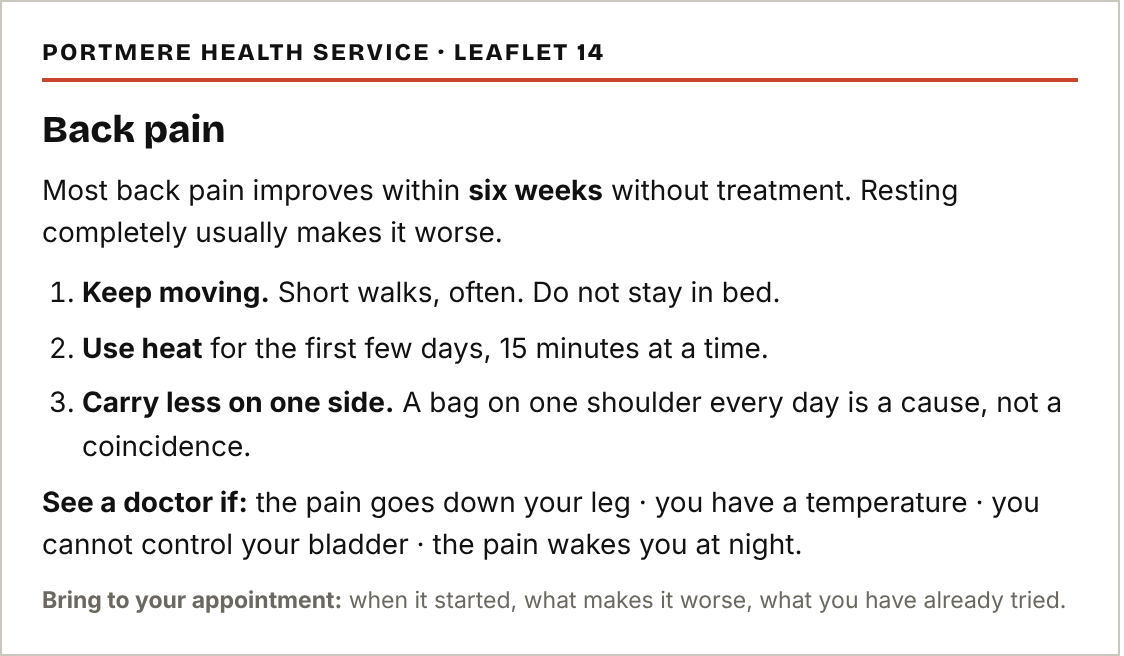 PORTMERE HEALTH SERVICE · LEAFLET 14
Back pain
Most back pain improves within six weeks without treatment. Resting
completely usually makes it worse.
1. Keep moving. Short walks, often. Do not stay in bed.
2. Use heat for the first few days, 15 minutes at a time.
3. Carry less on one side. A bag on one shoulder every day is a cause, not a
coincidence.
See a doctor if: the pain goes down your leg · you have a temperature · you
cannot control your bladder · the pain wakes you at night.
Bring to your appointment: when it started, what makes it worse, what you have already tried.